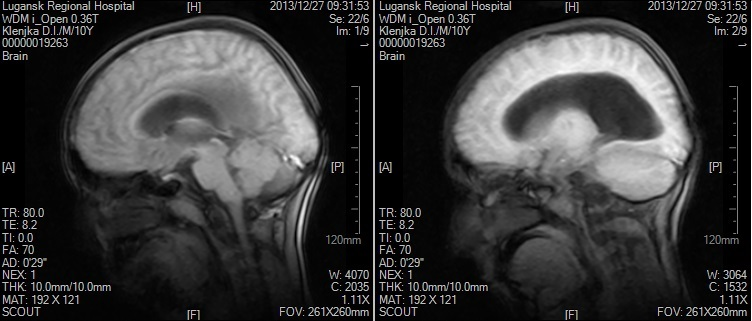 Lugansk Regional Hospital
WDM i_Open 0.36T
Klenjka D.I./M/10Y
00000019263
Brain
[H]
2013/12/27 09:31:53
Se: 22/6
Im: 1/9
[A]
[P]
120mm
TR: 80.0
TE: 8.2
TI: 0.0
FA: 70
AD: 0'29"
NEX: 1
THK: 10.0mm/10.0mm
MAT: 192 X 121
SCOUT
[F]
W: 4070
C: 2035
1.11X
FOV: 261X260mm
Lugansk Regional Hospital
WDM i_Open 0.36T
Klenjka D.I./M/10Y
00000019263
Brain
[H]
2013/12/27 09:31:53
Se: 22/6
Im: 2/9
[A]
[P]
120mm
TR: 80.0
TE: 8.2
TI: 0.0
FA: 70
AD: 0'29"
NEX: 1
THK: 10.0mm/10.0mm
MAT: 192 X 121
SCOUT
[F]
W: 3064
C: 1532
1.11X
FOV: 261X260mm